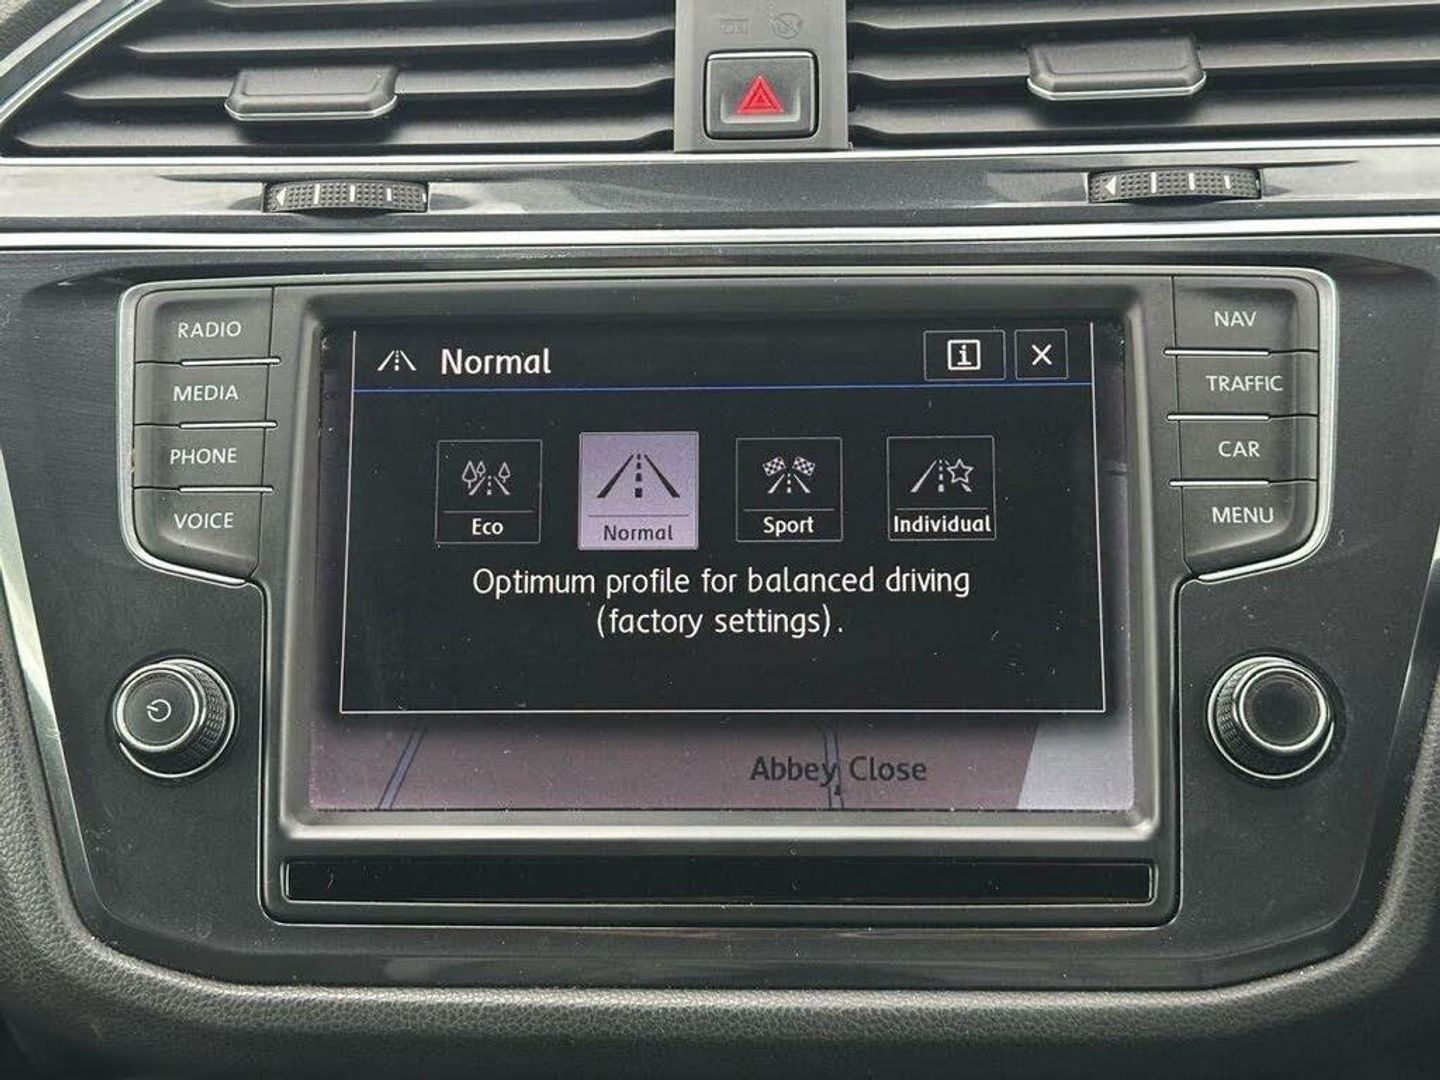 RADIO
MEDIA
PHONE
VOICE
NAV
TRAFFIC
CAR
MENU
Normal
i
Eco
Normal
Sport
Individual
Optimum profile for balanced driving
(factory settings).
Abbey Close